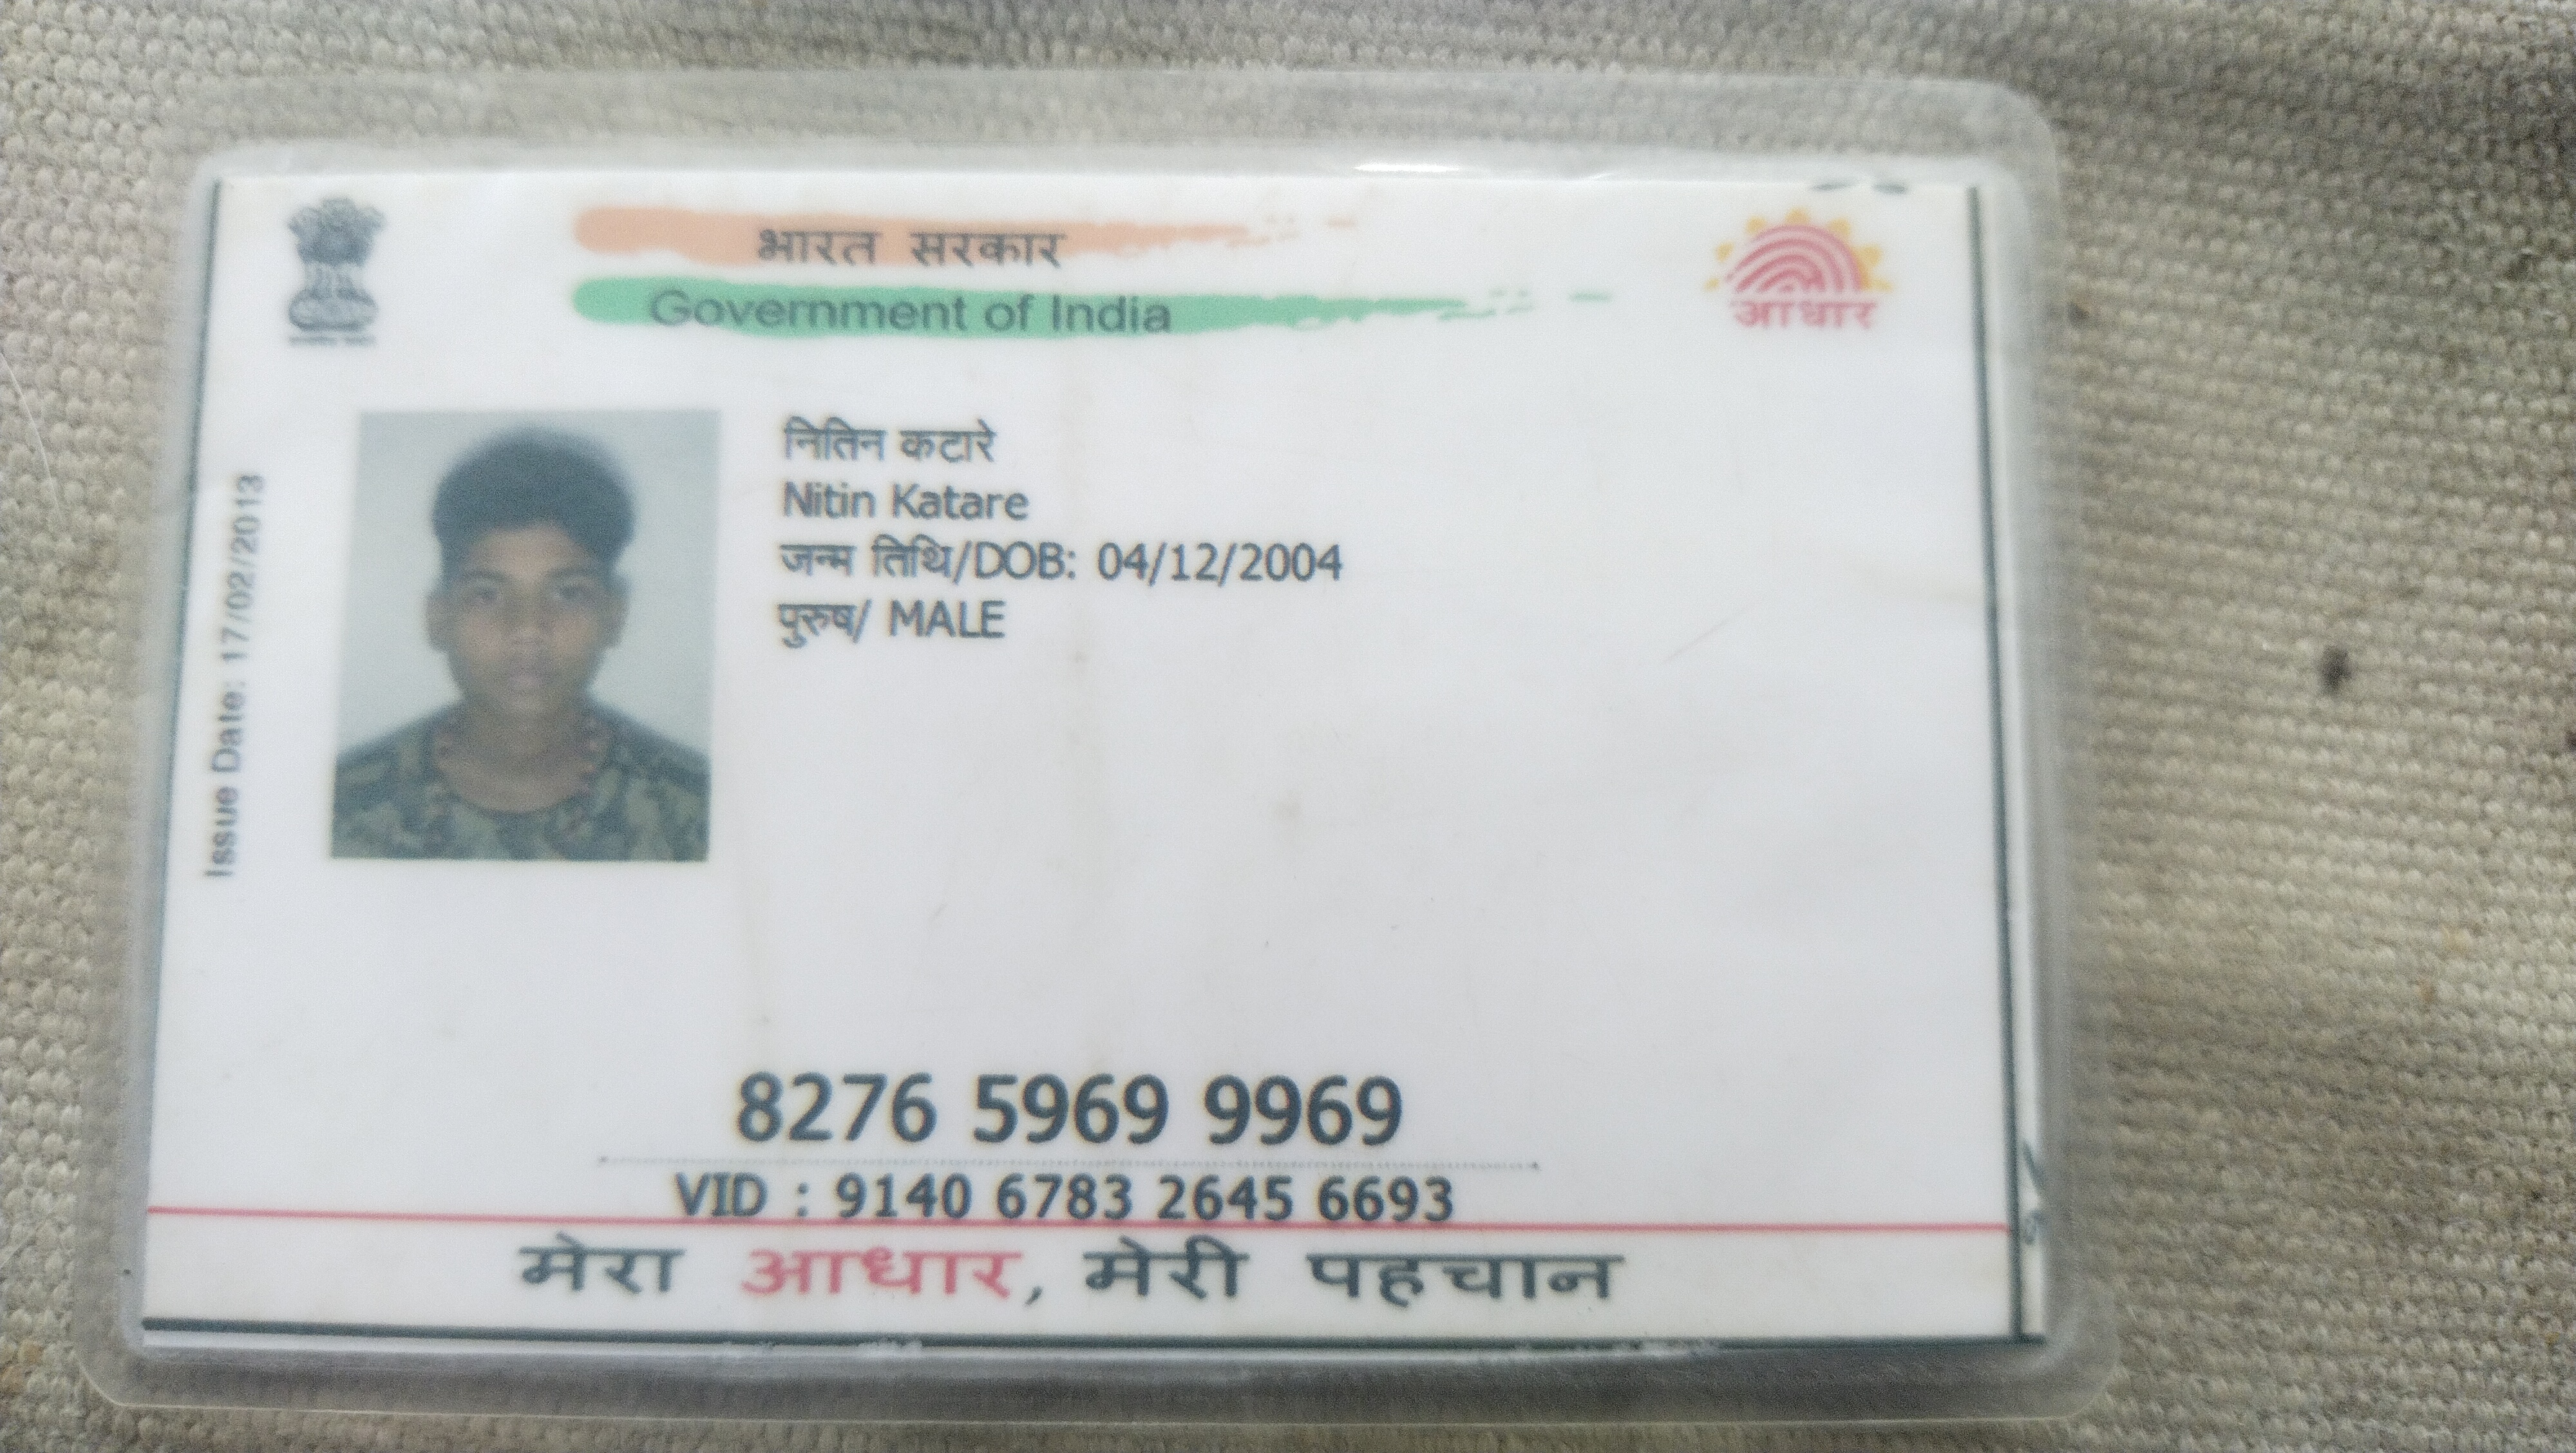 भारत सरकार
Government of India
आधार
Issue Date: 17/02/2013
नितिन कटारे
Nitin Katare
जन्म तिथि/DOB: 04/12/2004
पुरुष/ MALE
8276 5969 9969
VID : 9140 6783 2645 6693
मेरा आधार, मेरी पहचान